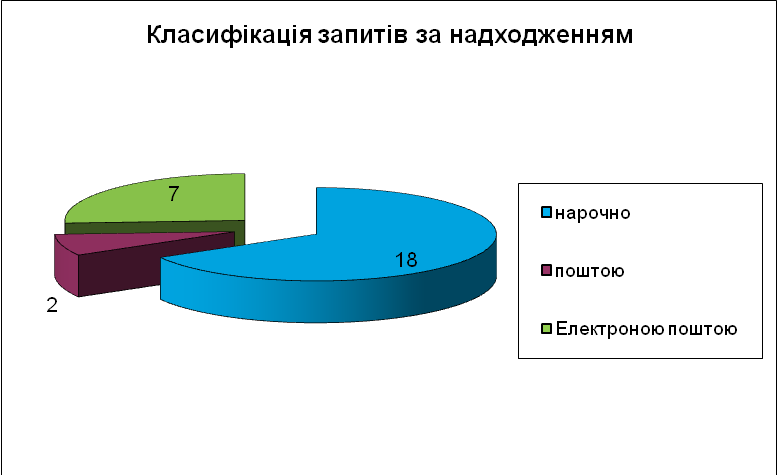 Класифікація запитів за надходженням
7
18
2
нарочно
поштою
Електроною поштою